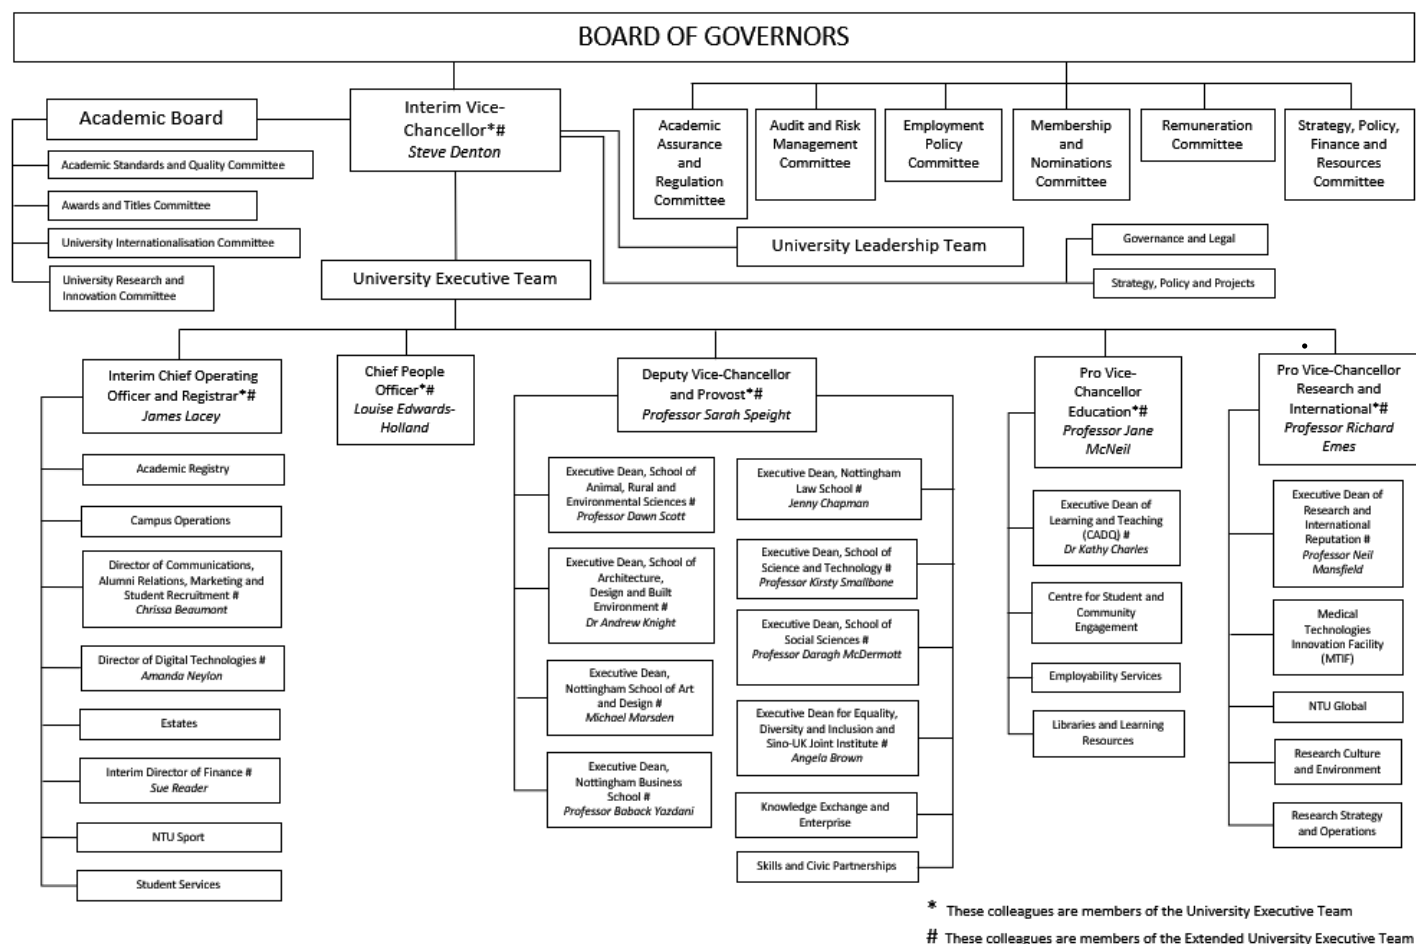 BOARD OF GOVERNORS
Academic Board
Academic Standards and Quality Committee
Awards and Titles Committee
University Internationalisation Committee
University Research and
Innovation Committee
Interim Vice-
Chancellor*#
Steve Denton
Academic
Assurance
and
Regulation
Committee
Audit and Risk
Management
Committee
Employment
Policy
Committee
Membership
and
Nominations
Committee
Remuneration
Committee
Strategy, Policy,
Finance and
Resources
Committee
University Leadership Team
Governance and Legal
Strategy, Policy and Projects
University Executive Team
Interim Chief Operating
Officer and Registrar*#
James Lacey
Academic Registry
Campus Operations
Director of Communications,
Alumni Relations, Marketing and
Student Recruitment #
Chrissa Beaumont
Director of Digital Technologies #
Amanda Neylon
Estates
Interim Director of Finance #
Sue Reader
NTU Sport
Student Services
Chief People
Officer*#
Louise Edwards-
Holland
Deputy Vice-Chancellor
and Provost*#
Professor Sarah Speight
Executive Dean, School of
Animal, Rural and
Environmental Sciences #
Professor Dawn Scott
Executive Dean, School of
Architecture,
Design and Built
Environment #
Dr Andrew Knight
Executive Dean,
Nottingham School of Art
and Design #
Michael Marsden
Executive Dean,
Nottingham Business
School #
Professor Baback Yazdani
Executive Dean, Nottingham
Law School #
Jenny Chapman
Executive Dean, School of
Science and Technology #
Professor Kirsty Smallbone
Executive Dean, School of
Social Sciences #
Professor Daragh McDermott
Executive Dean for Equality,
Diversity and Inclusion and
Sino-UK Joint Institute #
Angela Brown
Knowledge Exchange and
Enterprise
Skills and Civic Partnerships
Pro Vice-
Chancellor
Education*#
Professor Jane
McNeil
Executive Dean of
Learning and Teaching
(CADQ) #
Dr Kathy Charles
Centre for Student and
Community
Engagement
Employability Services
Libraries and Learning
Resources
Pro Vice-Chancellor
Research and
International*#
Professor Richard
Emes
Executive Dean of
Research and
International
Reputation #
Professor Neil
Mansfield
Medical
Technologies
Innovation Facility
(MTIF)
NTU Global
Research Culture
and Environment
Research Strategy
and Operations
* These colleagues are members of the University Executive Team
# These colleagues are members of the Extended University Executive Team